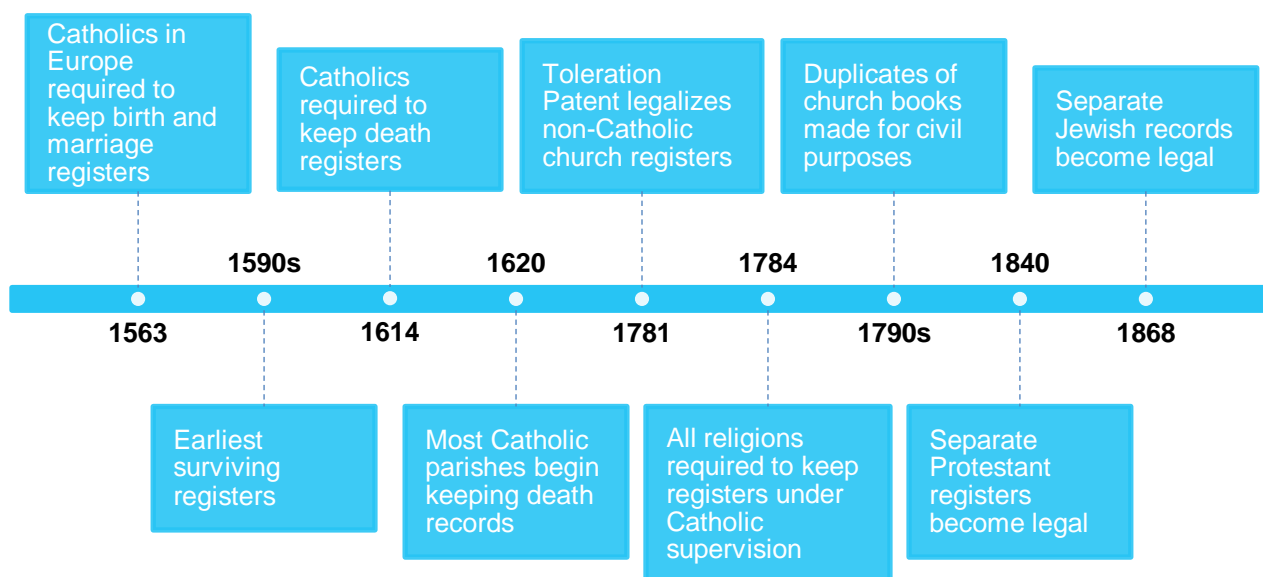 Catholics in
Europe
required to
keep birth and
marriage
registers
Catholics
required to
keep death
registers
Toleration
Patent legalizes
non-Catholic
church registers
Duplicates of
church books
made for civil
purposes
Separate
Jewish records
become legal
1590s
1620
1784
1840
1563
1614
1781
1790s
1868
Earliest
surviving
registers
Most Catholic
parishes begin
keeping death
records
All religions
required to keep
registers under
Catholic
supervision
Separate
Protestant
registers
become legal